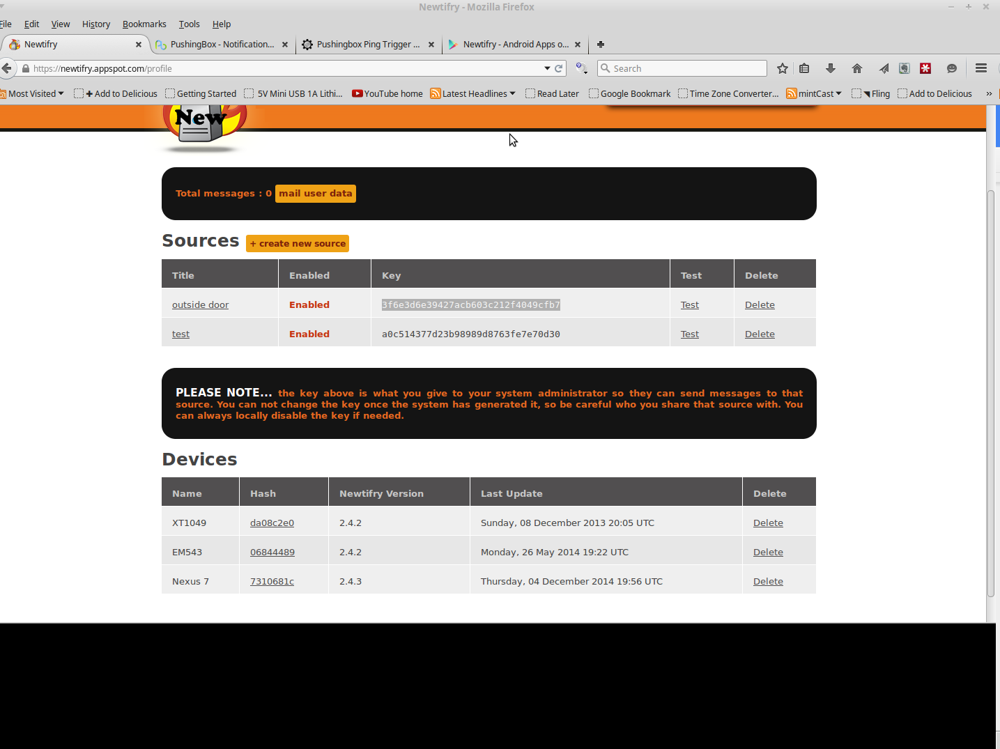 Newtifry - Mozilla Firefox
File Edit View History Bookmarks Tools Help
Newtifry PushingBox - Notification... Pushingbox Ping Trigger ... Newtifry - Android Apps o...
https://newtifry.appspot.com/profile Search
Most Visited Add to Delicious Getting Started 5V Mini USB 1A Lithi... YouTube home Latest Headlines Read Later Google Bookmark Time Zone Converter... mintCast Fling Add to Delicious »
New
Total messages : 0 mail user data
Sources + create new source
Title Enabled Key Test Delete
outside door Enabled 3f6e3d6e39427acb603c212f4049cfb7 Test Delete
test Enabled a0c514377d23b98989d8763fe7e70d30 Test Delete
PLEASE NOTE... the key above is what you give to your system administrator so they can send messages to that
source. You can not change the key once the system has generated it, so be careful who you share that source with. You
can always locally disable the key if needed.
Devices
Name Hash Newtifry Version Last Update Delete
XT1049 da08c2e0 2.4.2 Sunday, 08 December 2013 20:05 UTC Delete
EM543 06844489 2.4.2 Monday, 26 May 2014 19:22 UTC Delete
Nexus 7 7310681c 2.4.3 Thursday, 04 December 2014 19:56 UTC Delete